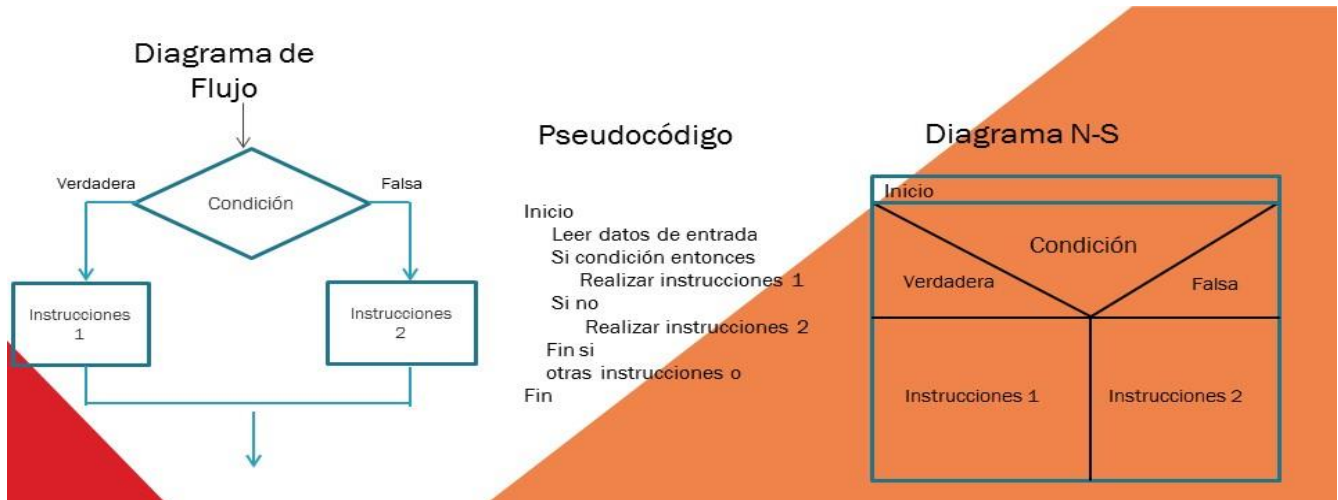 Diagrama de
Flujo
Verdadera
Falsa
Condición
Instrucciones
1
Instrucciones
2
Pseudocódigo
Inicio
Leer datos de entrada
Si condición entonces
Realizar instrucciones 1
Si no
Realizar instrucciones 2
Fin si
otras instrucciones o
Fin
Diagrama N-S
Inicio
Condición
Verdadera
Falsa
Instrucciones 1
Instrucciones 2